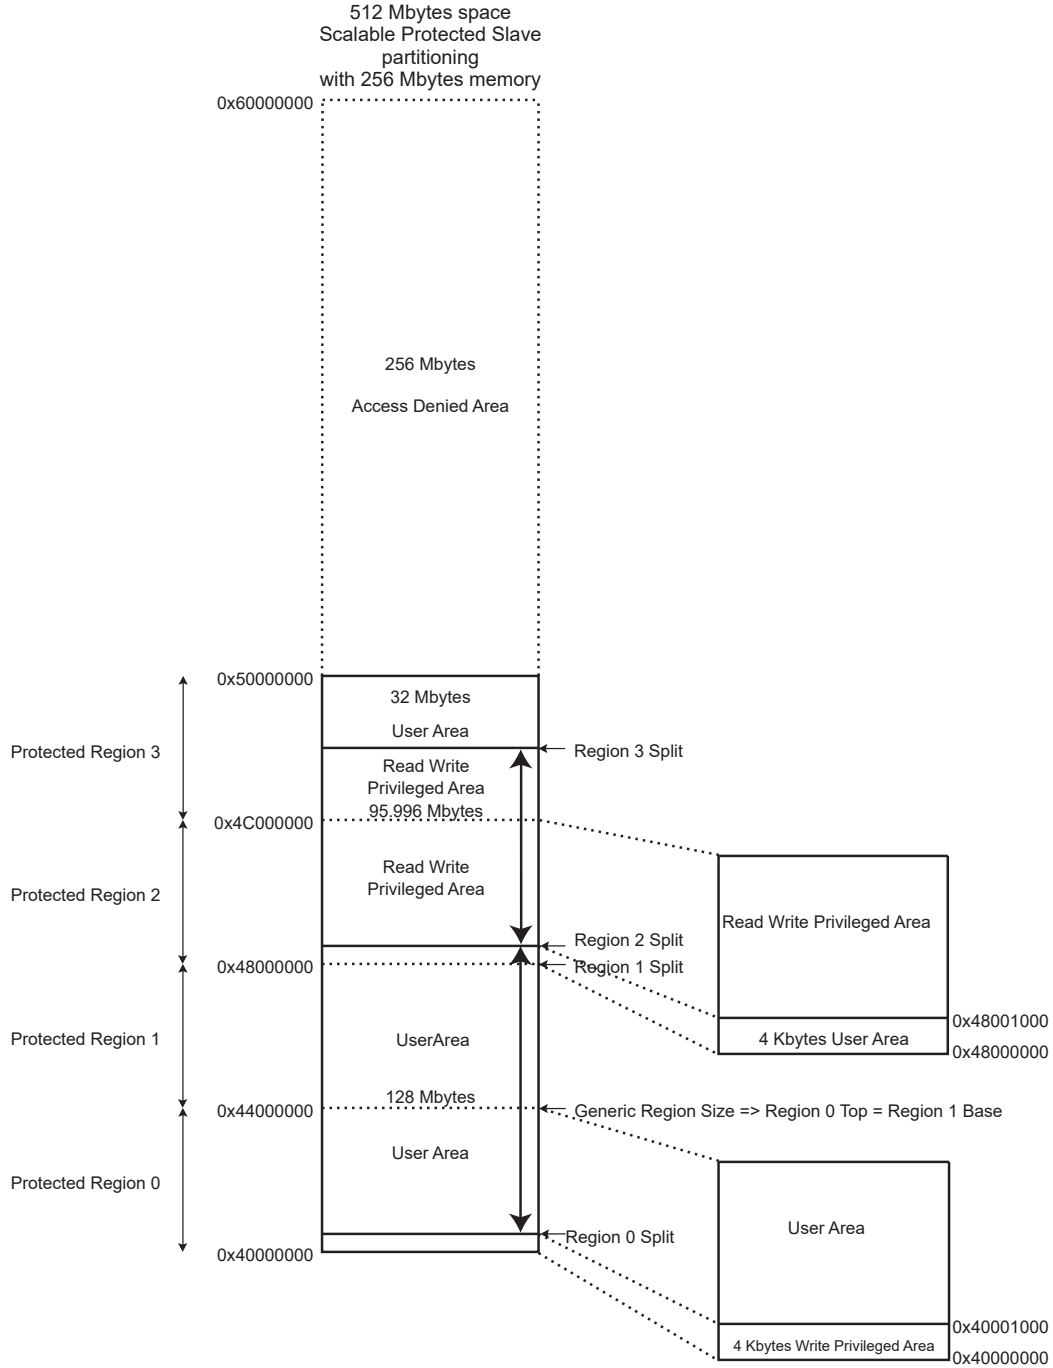 512 Mbytes space
Scalable Protected Slave
partitioning
with 256 Mbytes memory
0x60000000
256 Mbytes
Access Denied Area
0x50000000
32 Mbytes
User Area
Protected Region 3
Region 3 Split
Read Write
Privileged Area
95.996 Mbytes
0x4C000000
Read Write
Privileged Area
Protected Region 2
Read Write Privileged Area
Region 2 Split
0x48000000
Region 1 Split
0x48001000
4 Kbytes User Area
0x48000000
Protected Region 1
UserArea
128 Mbytes
0x44000000
Generic Region Size => Region 0 Top = Region 1 Base
User Area
Protected Region 0
User Area
Region 0 Split
0x40000000
0x40001000
4 Kbytes Write Privileged Area
0x40000000